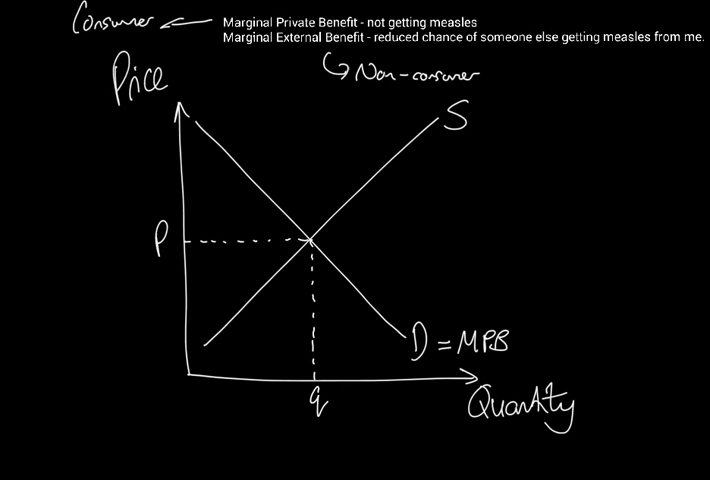 Consumer
Marginal Private Benefit - not getting measles
Marginal External Benefit - reduced chance of someone else getting measles from me.
Non-consumer
Price
S
P
D = MPB
q
Quantity